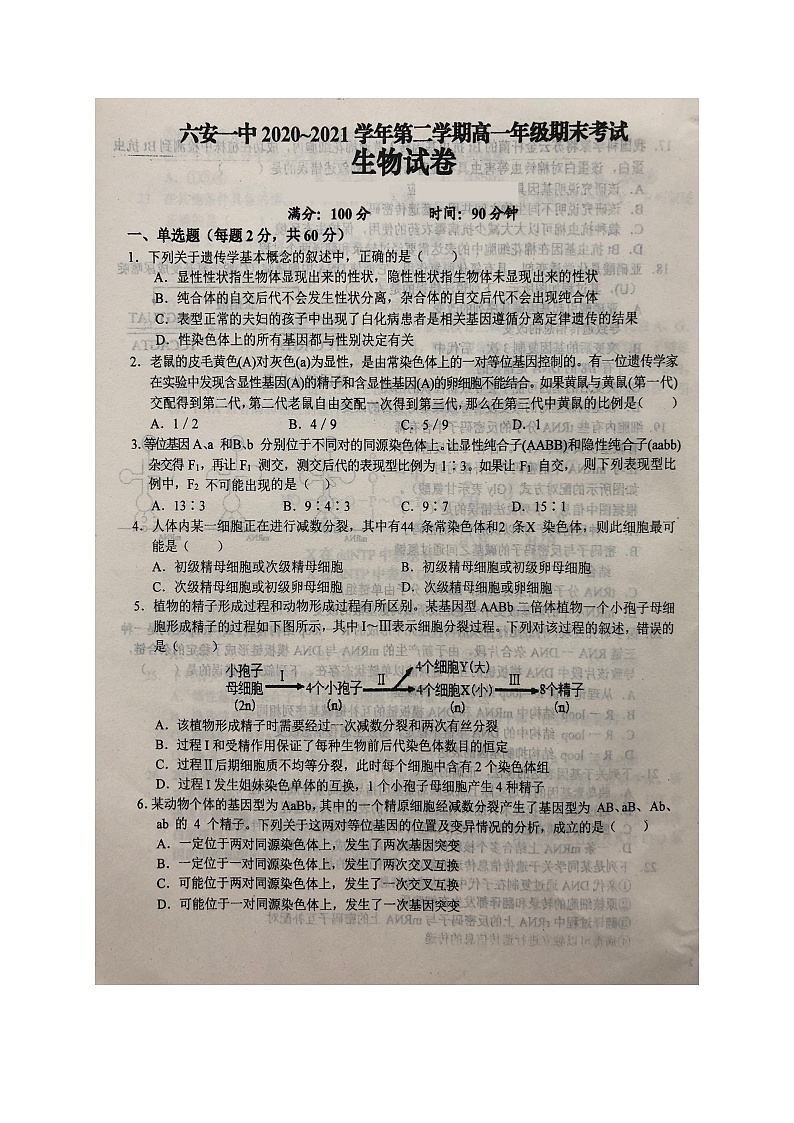 六安一中 2020~2021 学年第二学期高一年级期末考试
生物试卷
满分：100 分 时间：90 分钟
一、单选题（每题 2 分，共 60 分）
1. 下列关于遗传学基本概念的叙述中，正确的是（ ）
A．显性性状指生物体显现出来的性状，隐性性状指生物体未显现出来的性状
B．纯合体的自交后代不会发生性状分离，杂合体的自交后代不会出现纯合体
C．表型正常的夫妇的孩子中出现了白化病患者是相关基因遵循分离定律遗传的结果
D．性染色体上的所有基因都与性别决定有关
2． 老鼠的皮毛黄色(A)对灰色(a)为显性，是由常染色体上的一对等位基因控制的。有一位遗传学家
在实验中发现含显性基因(A)的精子和含显性基因(A)的卵细胞不能结合。如果黄鼠与黄鼠(第一代)
交配得到第二代，第二代老鼠自由交配一次得到第三代，那么在第三代中黄鼠的比例是( )
A．1 / 2 B．4 / 9 C．5 / 9 D．1
3.等位基因 A、a 和B、b 分别位于不同对的同源染色体上。让显性纯合子(AABB)和隐性纯合子(aabb)
杂交得 F₁，再让 F₁ 测交，测交后代的表现型比例为 1∶3。如果让 F₁ 自交， 则下列表现型比
例中，F₂ 不可能出现的是（ ）
A．13∶3 B．9∶4∶3 C．9∶7 D．15∶1
4．人体内某一细胞正在进行减数分裂，其中有44 条常染色体和2 条X 染色体，则此细胞最可
能是（ ）
A．初级精母细胞或次级精母细胞 B．初级精母细胞或初级卵母细胞
C．次级精母细胞或初级卵母细胞 D．次级精母细胞或卵细胞
5．植物的精子形成过程和动物形成过程有所区别。某基因型 AABb 二倍体植物一个小孢子母细
胞形成精子的过程如下图所示，其中 I～Ⅲ表示细胞分裂过程。下列对该过程的叙述，错误的
是（ ）
小孢子
母细胞
(2n)
I
4个小孢子
(n)
II
4个细胞Y(大)
4个细胞X(小)
(n)
III
8个精子
(n)
A．该植物形成精子时需要经过一次减数分裂和两次有丝分裂
B．过程 I 和受精作用保证了每种生物前后代染色体数目的恒定
C．过程Ⅱ后期细胞质不均等分裂，此时每个细胞中含有 2 个染色体组
D．过程 I 发生姐妹染色单体的互换，1 个小孢子母细胞产生 4 种精子
6．某动物个体的基因型为 AaBb，其中的一个精原细胞经减数分裂产生了基因型为 AB、aB、Ab、
ab 的 4 个精子。下列关于这两对等位基因的位置及变异情况的分析，成立的是（ ）
A．一定位于两对同源染色体上，发生了两次基因突变
B．一定位于一对同源染色体上，发生了两次交叉互换
C．可能位于两对同源染色体上，发生了一次交叉互换
D．可能位于一对同源染色体上，发生了一次基因突变